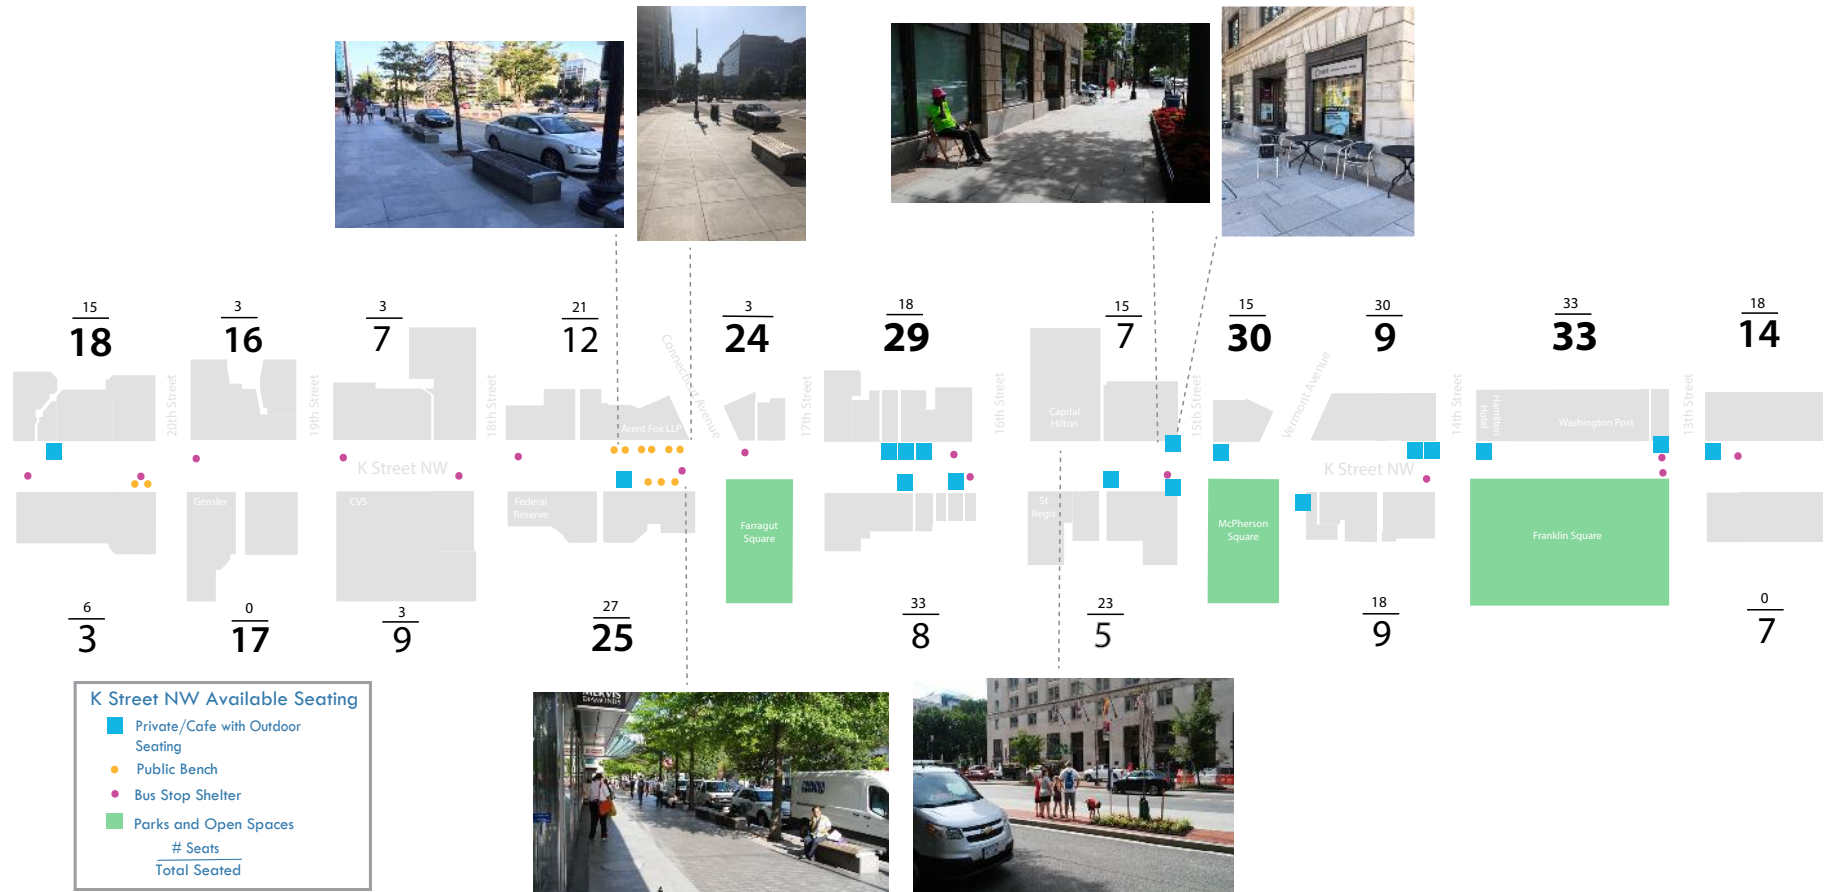 15
18
3
16
3
7
21
12
3
24
18
29
15
7
15
30
30
9
33
33
18
14
20th Street
19th Street
18th Street
Connecticut Avenue
17th Street
16th Street
15th Street
Vermont Avenue
14th Street
13th Street
Arent Fox LLP
Capital
Hilton
Hamilton
Hotel
Washington Post
K Street NW
K Street NW
Gensler
CVS
Federal
Reserve
Farragut
Square
St
Regis
McPherson
Square
Franklin Square
6
3
0
17
3
9
27
25
33
8
23
5
18
9
0
7
K Street NW Available Seating
Private/Cafe with Outdoor
Seating
Public Bench
Bus Stop Shelter
Parks and Open Spaces
# Seats
Total Seated
DIAMONDS